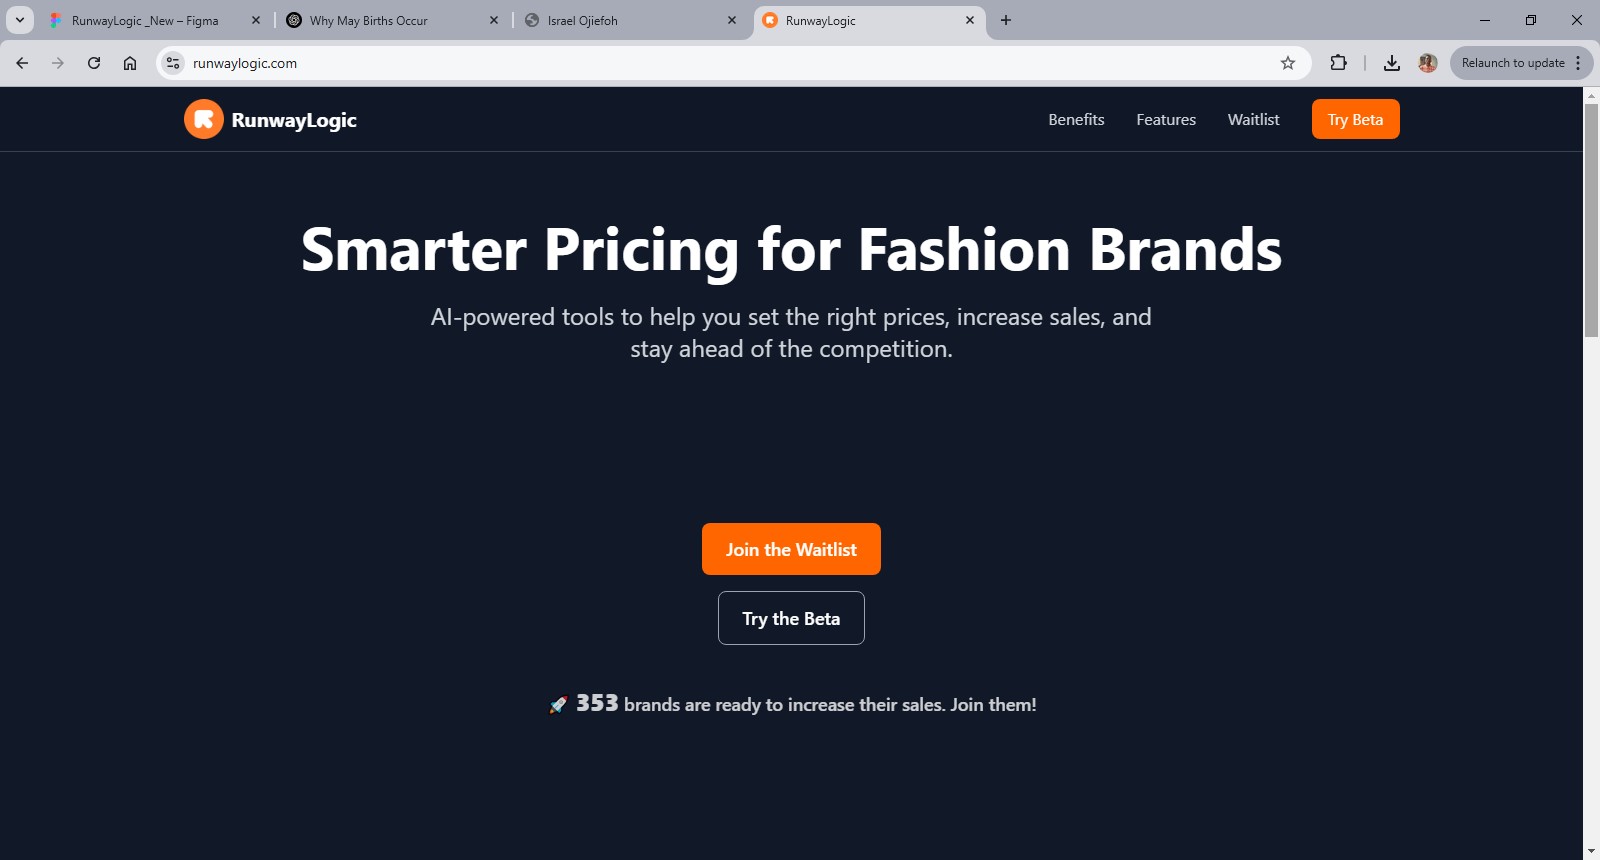 RunwayLogic _New – Figma
Why May Births Occur
Israel Ojiefoh
RunwayLogic
runwaylogic.com
Relaunch to update
RunwayLogic
Benefits
Features
Waitlist
Try Beta
Smarter Pricing for Fashion Brands
AI-powered tools to help you set the right prices, increase sales, and
stay ahead of the competition.
Join the Waitlist
Try the Beta
🚀 353 brands are ready to increase their sales. Join them!